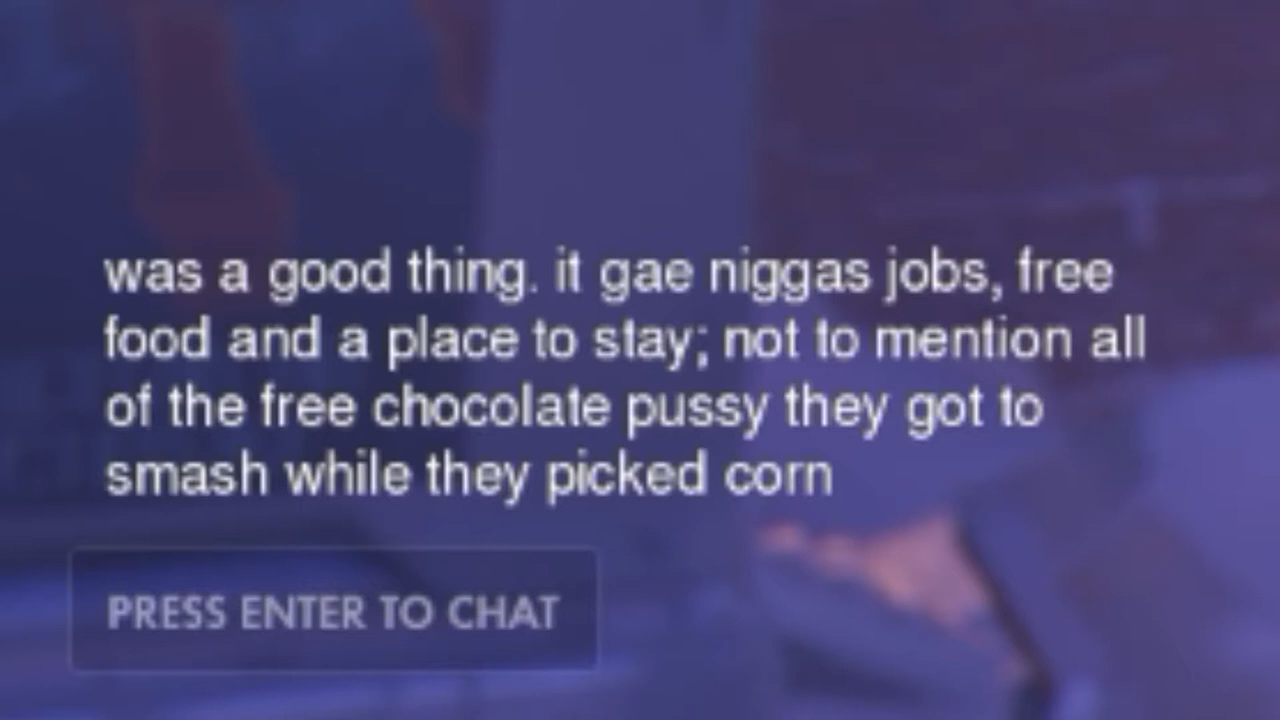 was a good thing. it gae niggas jobs, free
food and a place to stay; not to mention all
of the free chocolate pussy they got to
smash while they picked corn
PRESS ENTER TO CHAT